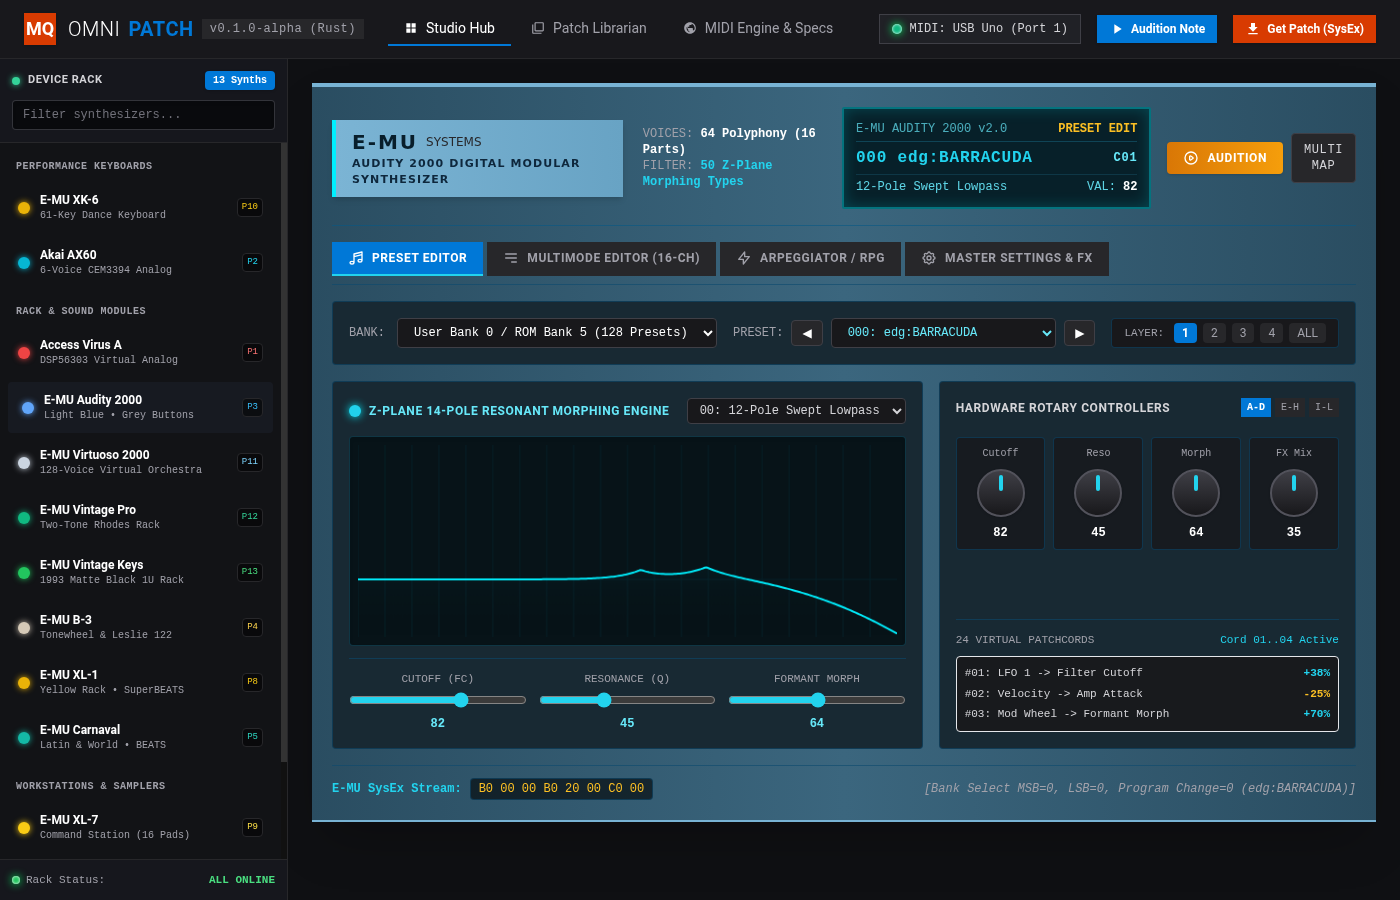 MQ OMNI PATCH v0.1.0-alpha (Rust) Studio Hub Patch Librarian MIDI Engine & Specs MIDI: USB Uno (Port 1) Audition Note Get Patch (SysEx)
DEVICE RACK 13 Synths
Filter synthesizers...
PERFORMANCE KEYBOARDS
E-MU XK-6
61-Key Dance Keyboard
P10
Akai AX60
6-Voice CEM3394 Analog
P2
RACK & SOUND MODULES
Access Virus A
DSP56303 Virtual Analog
P1
E-MU Audity 2000
Light Blue • Grey Buttons
P3
E-MU Virtuoso 2000
128-Voice Virtual Orchestra
P11
E-MU Vintage Pro
Two-Tone Rhodes Rack
P12
E-MU Vintage Keys
1993 Matte Black 1U Rack
P13
E-MU B-3
Tonewheel & Leslie 122
P4
E-MU XL-1
Yellow Rack • SuperBEATS
P8
E-MU Carnaval
Latin & World • BEATS
P5
WORKSTATIONS & SAMPLERS
E-MU XL-7
Command Station (16 Pads)
P9
Rack Status: ALL ONLINE
E-MU SYSTEMS
AUDITY 2000 DIGITAL MODULAR
SYNTHESIZER
VOICES: 64 Polyphony (16
Parts)
FILTER: 50 Z-Plane
Morphing Types
E-MU AUDITY 2000 v2.0 PRESET EDIT
000 edg:BARRACUDA C01
12-Pole Swept Lowpass VAL: 82
AUDITION
MULTI
MAP
PRESET EDITOR MULTIMODE EDITOR (16-CH) ARPEGGIATOR / RPG MASTER SETTINGS & FX
BANK: User Bank 0 / ROM Bank 5 (128 Presets) PRESET: ◀ 000: edg:BARRACUDA ▶ LAYER: 1 2 3 4 ALL
Z-PLANE 14-POLE RESONANT MORPHING ENGINE 00: 12-Pole Swept Lowpass
CUTOFF (FC) RESONANCE (Q) FORMANT MORPH
82 45 64
HARDWARE ROTARY CONTROLLERS A-D E-H I-L
Cutoff Reso Morph FX Mix
82 45 64 35
24 VIRTUAL PATCHCORDS Cord 01..04 Active
#01: LFO 1 -> Filter Cutoff +38%
#02: Velocity -> Amp Attack -25%
#03: Mod Wheel -> Formant Morph +70%
E-MU SysEx Stream: B0 00 00 B0 20 00 C0 00 [Bank Select MSB=0, LSB=0, Program Change=0 (edg:BARRACUDA)]